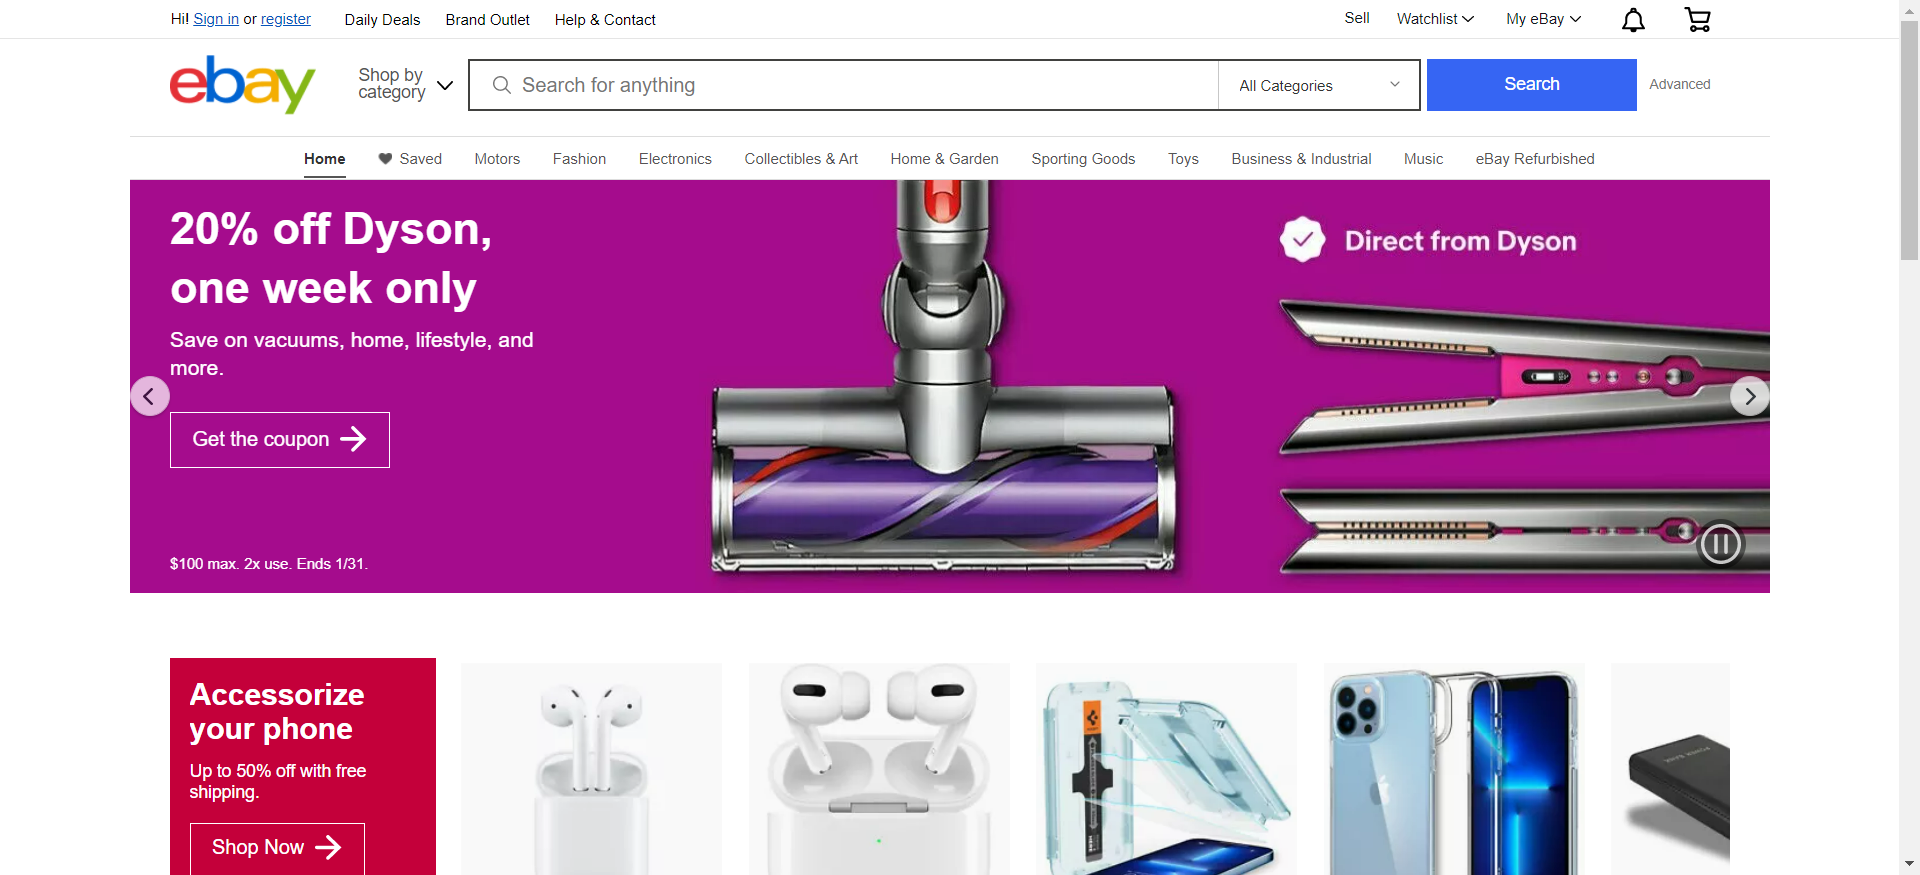 Hi! Sign in or register
Daily Deals
Brand Outlet
Help & Contact
Sell
Watchlist
My eBay
ebay
Shop by
category
Search for anything
All Categories
Search
Advanced
Home
Saved
Motors
Fashion
Electronics
Collectibles & Art
Home & Garden
Sporting Goods
Toys
Business & Industrial
Music
eBay Refurbished
20% off Dyson,
one week only
Save on vacuums, home, lifestyle, and
more.
Get the coupon
$100 max. 2x use. Ends 1/31.
Direct from Dyson
Accessorize
your phone
Up to 50% off with free
shipping.
Shop Now
POWER BANK